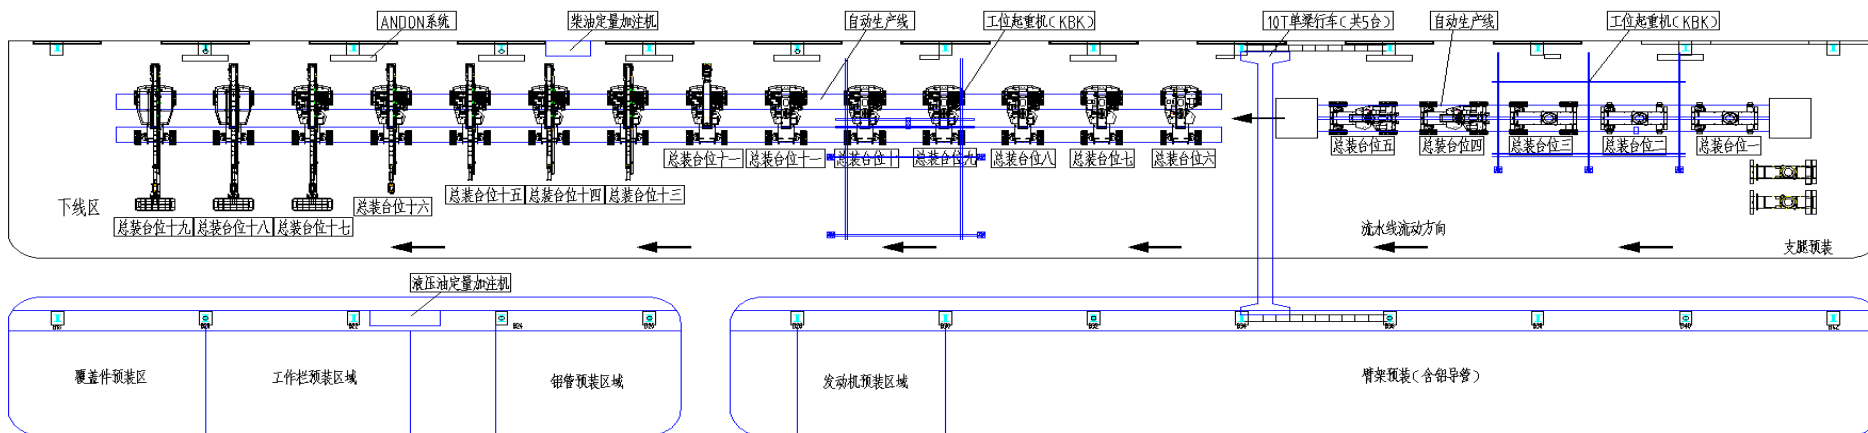 ANDON系统
柴油定量加注机
自动生产线
工位起重机(KBK)
10T单梁行车(共5台)
自动生产线
工位起重机(KBK)
总装台位十一
总装台位十一
总装台位十
总装台位九
总装台位八
总装台位七
总装台位六
总装台位五
总装台位四
总装台位三
总装台位二
总装台位一
总装台位十九
总装台位十八
总装台位十七
总装台位十六
总装台位十五
总装台位十四
总装台位十三
下线区
流水线流动方向
支腿预装
液压油定量加注机
覆盖件预装区
工作栏预装区域
铝管预装区域
发动机预装区域
臂架预装(含铝导管)